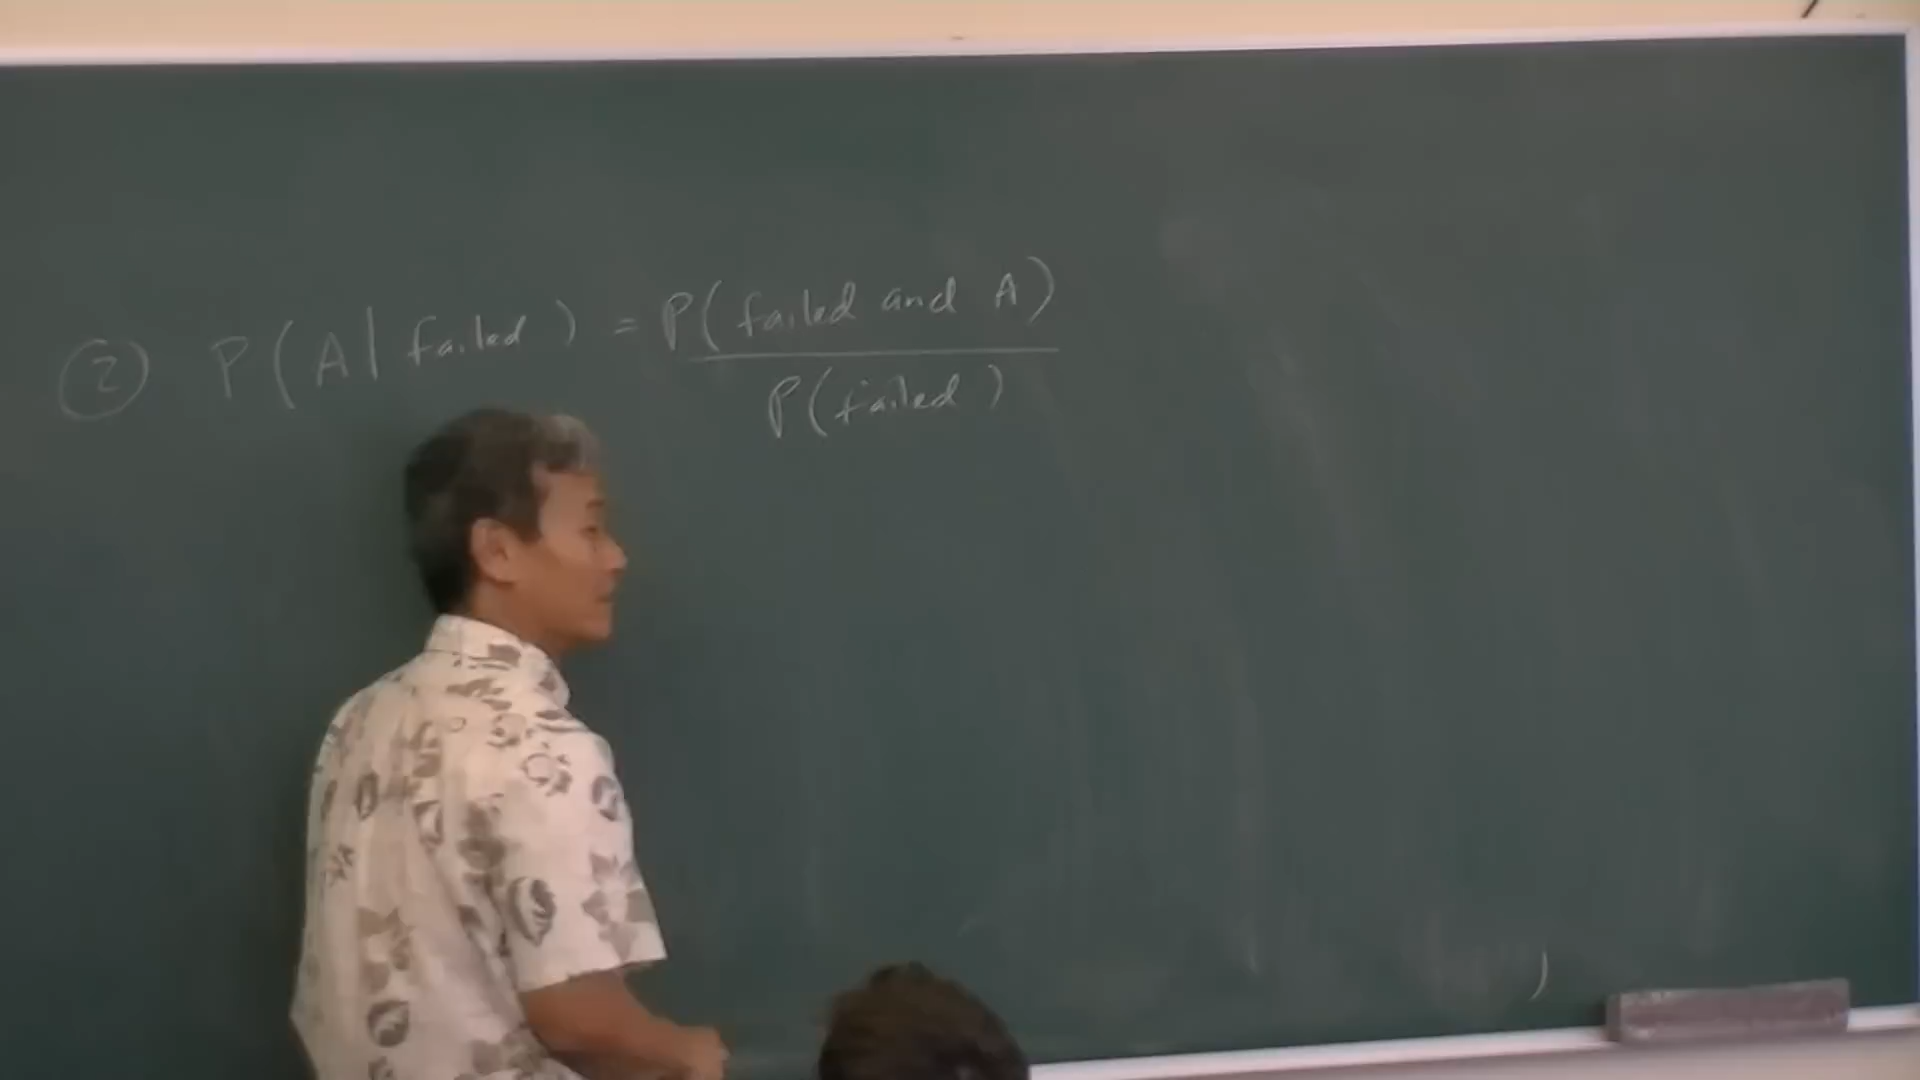 ② P(A| failed) = P(failed and A)
P(failed)
)